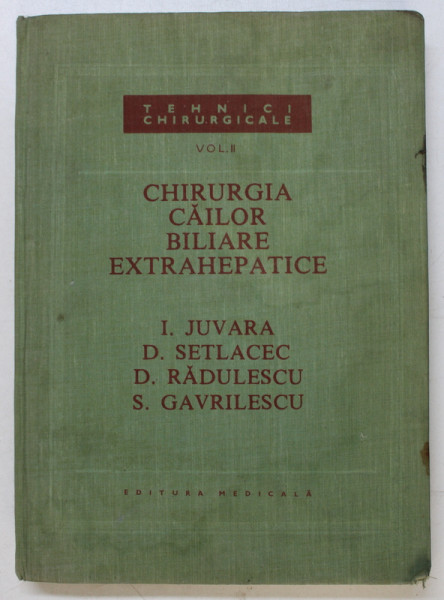 TEHNICI
CHIRURGICALE
VOL. II
CHIRURGIA
CĂILOR
BILIARE
EXTRAHEPATICE
I. JUVARA
D. SETLACEC
D. RĂDULESCU
S. GAVRILESCU
EDITURA MEDICALĂ